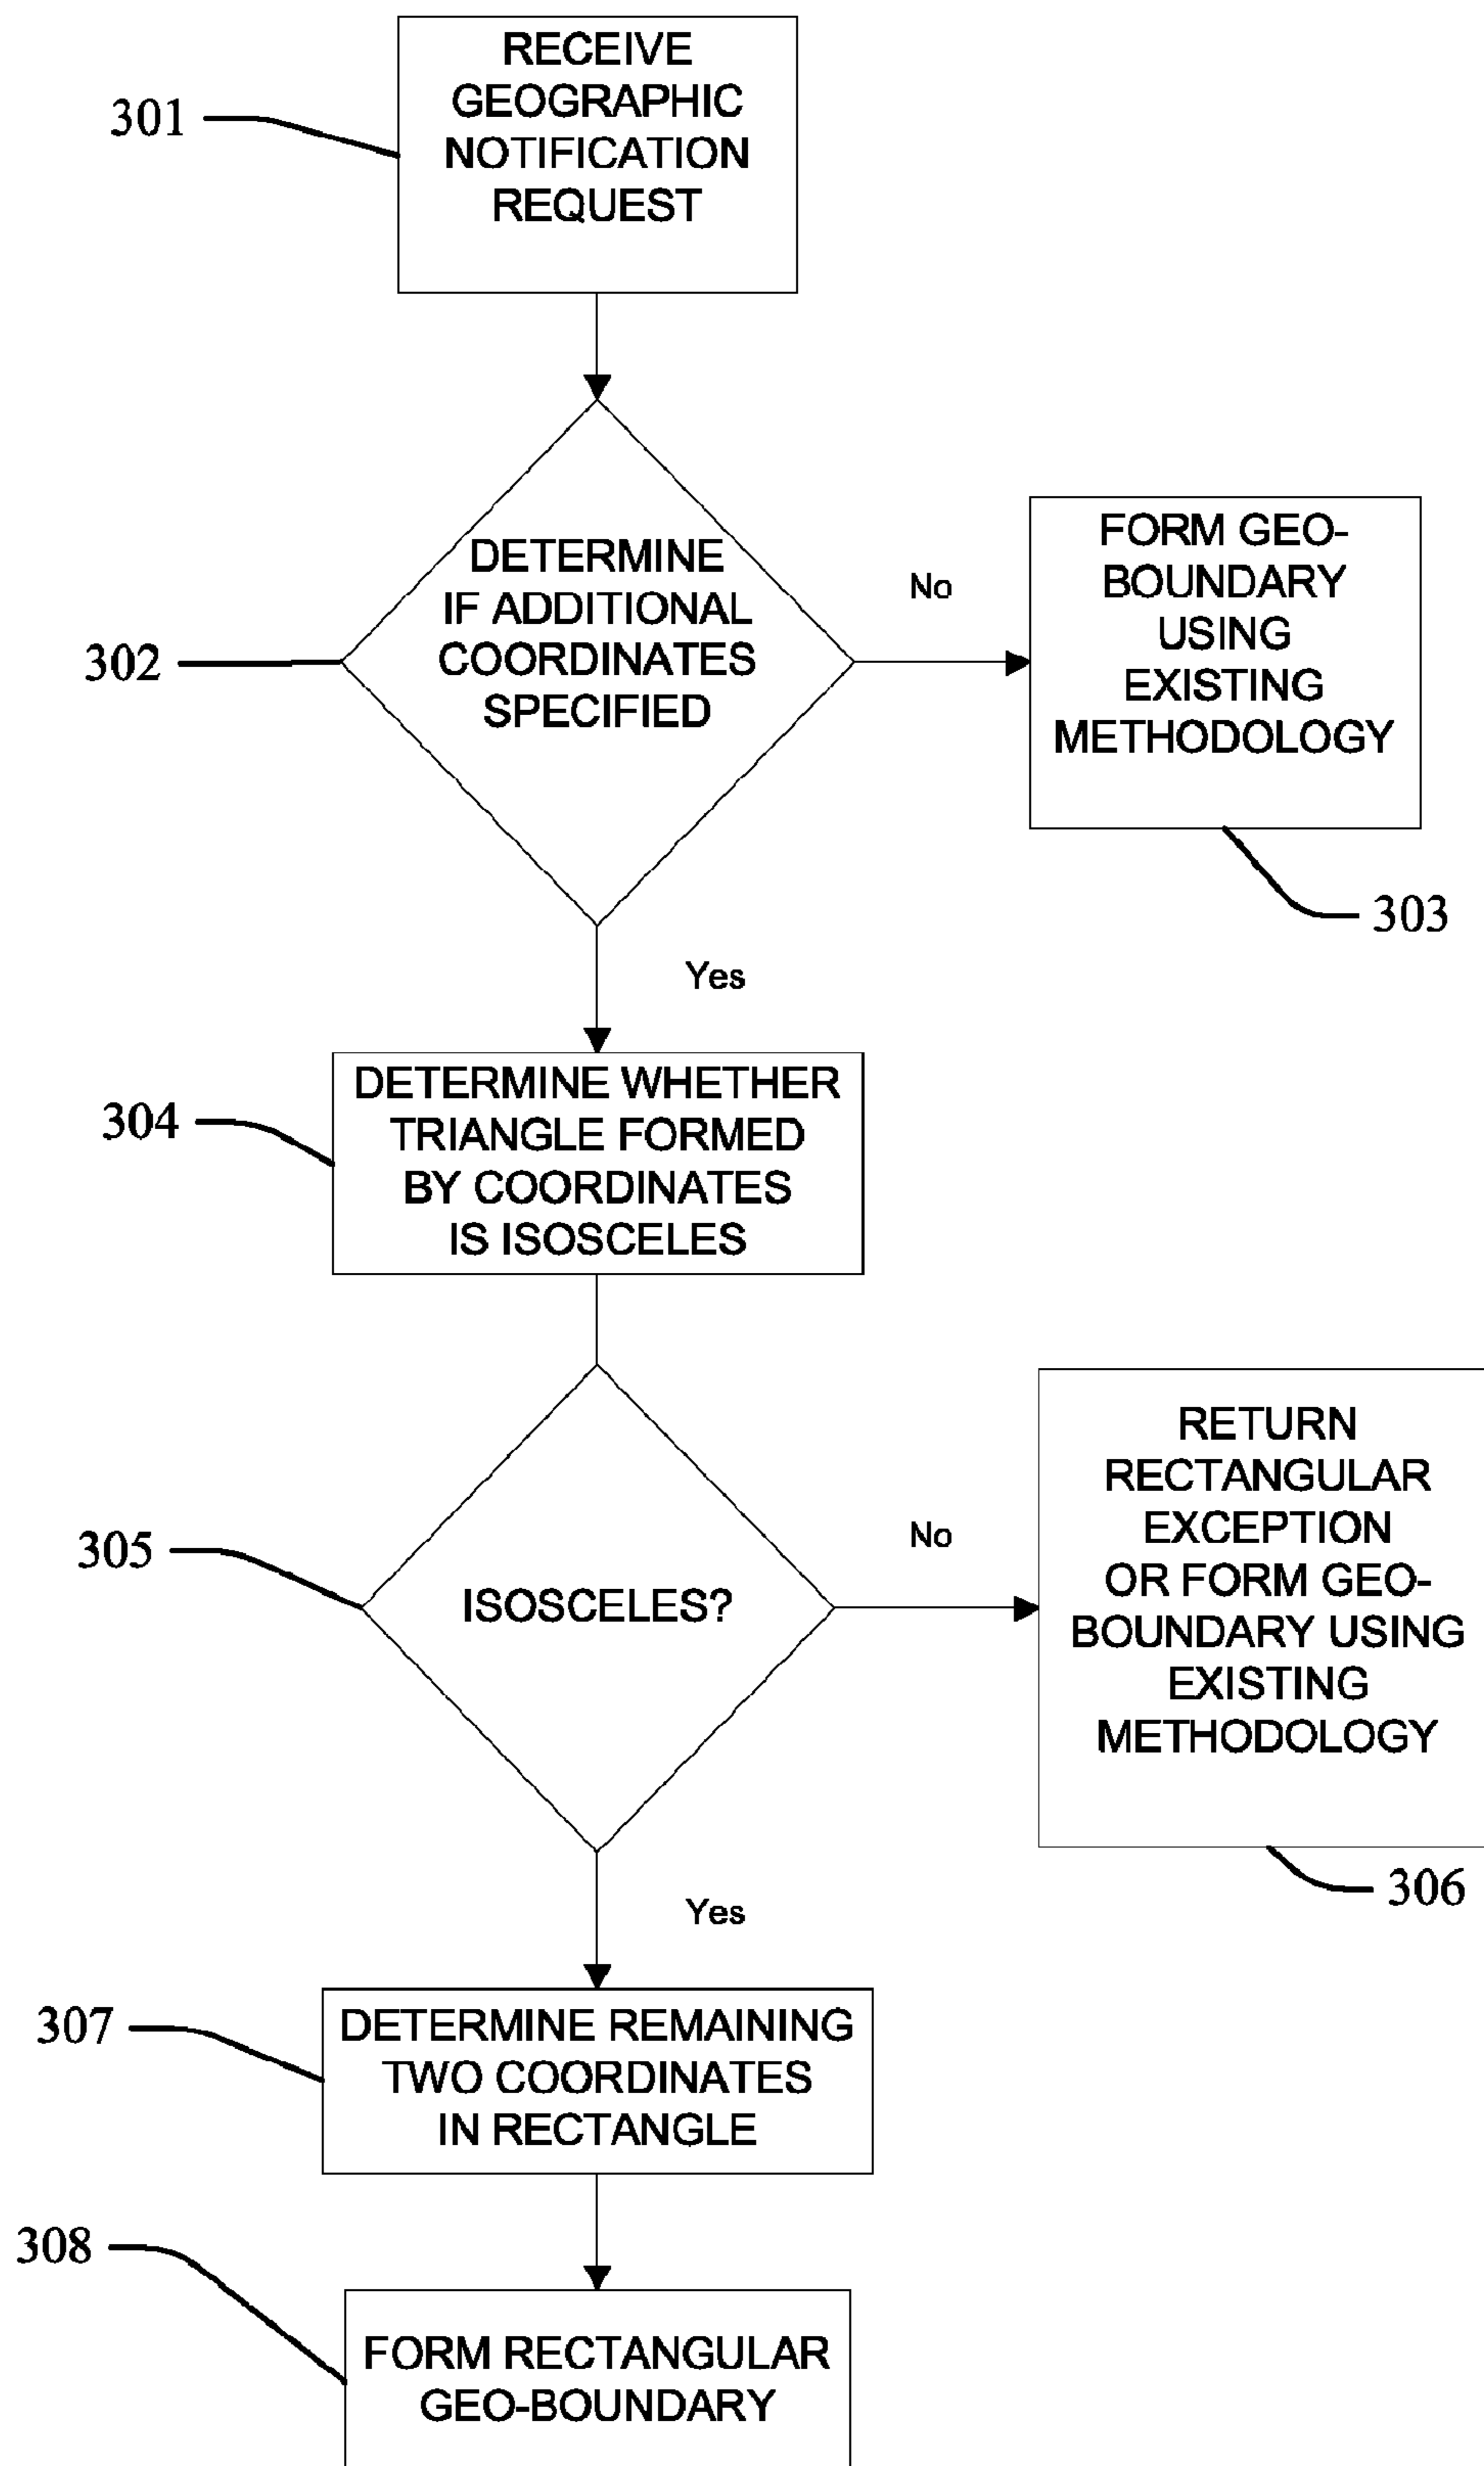 RECEIVE
GEOGRAPHIC
NOTIFICATION
REQUEST
301
DETERMINE
IF ADDITIONAL
COORDINATES
SPECIFIED
302
No
FORM GEO-
BOUNDARY
USING
EXISTING
METHODOLOGY
303
Yes
DETERMINE WHETHER
TRIANGLE FORMED
BY COORDINATES
IS ISOSCELES
304
ISOSCELES?
305
No
RETURN
RECTANGULAR
EXCEPTION
OR FORM GEO-
BOUNDARY USING
EXISTING
METHODOLOGY
306
Yes
DETERMINE REMAINING
TWO COORDINATES
IN RECTANGLE
307
FORM RECTANGULAR
GEO-BOUNDARY
308